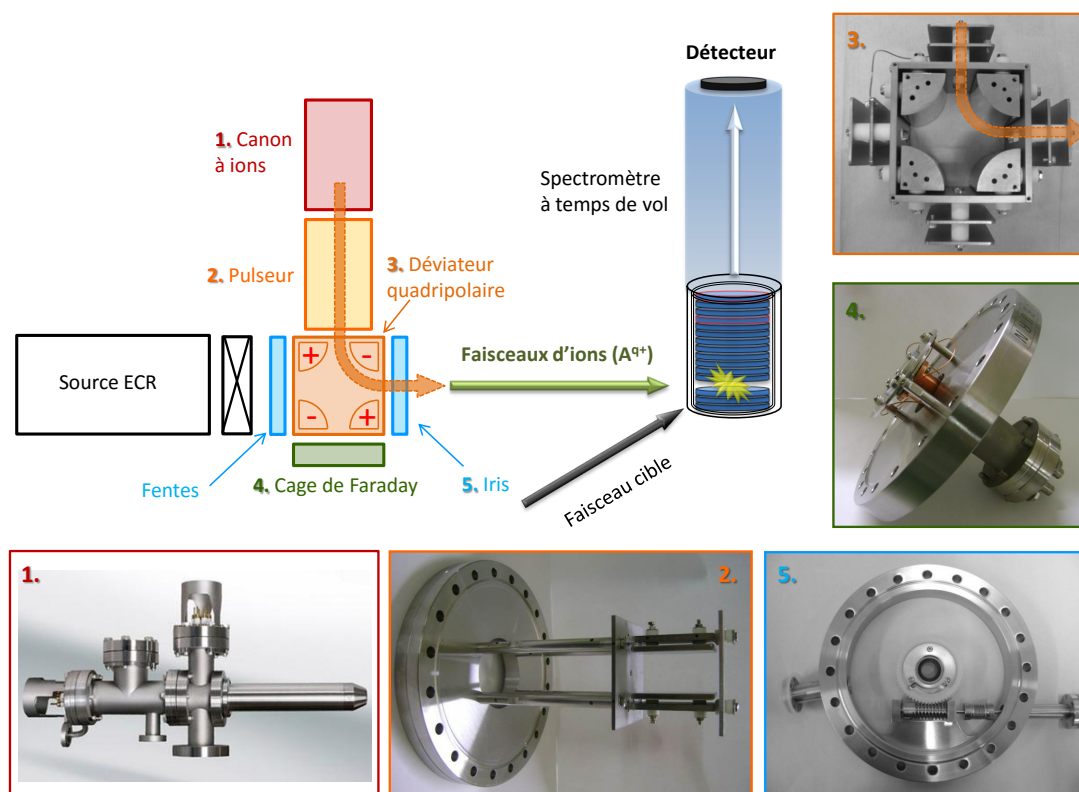 Détecteur
3.
1. Canon
à ions
Spectromètre
à temps de vol
2. Pulseur
3. Déviateur
quadripolaire
4.
Source ECR
+
-
-
+
Faisceaux d’ions (Aq+)
Fentes
4. Cage de Faraday
5. Iris
Faisceau cible
1.
2.
5.